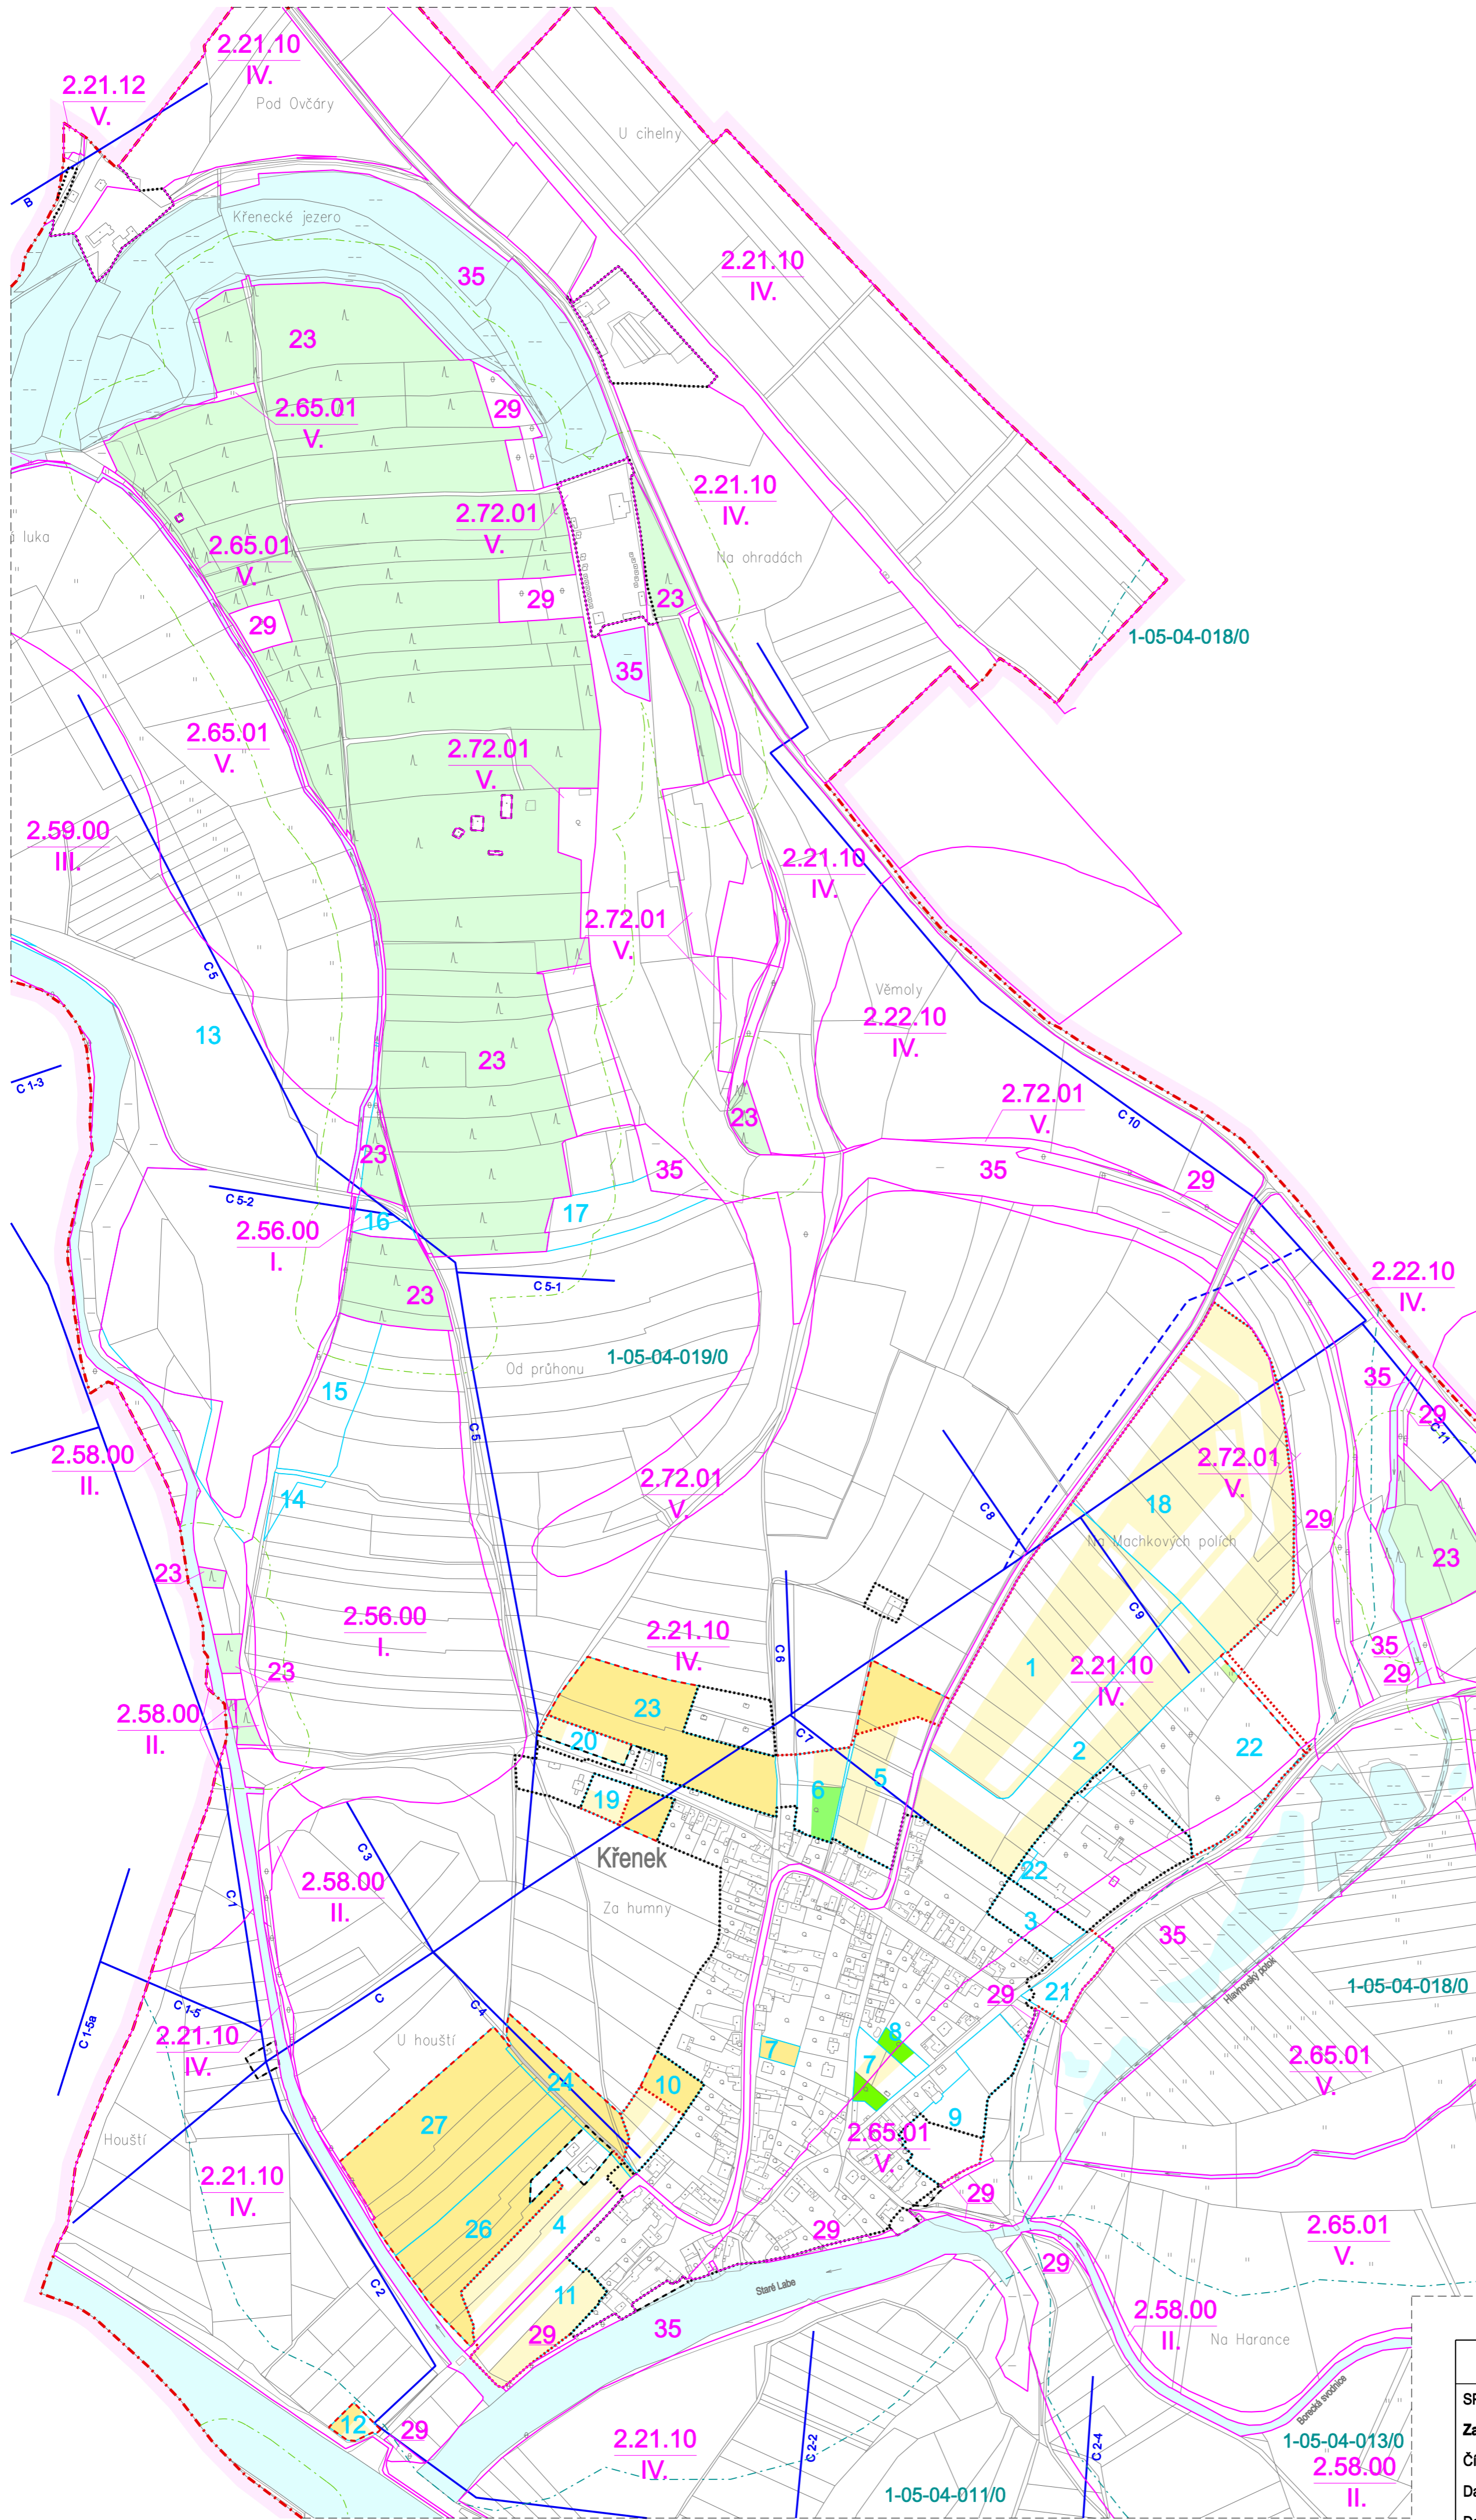 2.21.10
IV.
2.21.12
V.
Pod Ovčáry
U cihelny
B
Křenecké jezero
35
2.21.10
IV.
23
2.65.01
V.
29
2.21.10
IV.
2.72.01
V.
luka
2.65.01
V.
Na ohradách
29
23
29
1-05-04-018/0
35
2.65.01
V.
2.72.01
V.
2.59.00
III.
2.21.10
IV.
2.72.01
V.
C 5
Věmoly
2.22.10
IV.
13
23
C 1-3
2.72.01
V.
C 10
23
23
35
35
29
C 5-2
16
17
2.56.00
I.
2.22.10
IV.
C 5-1
23
1-05-04-019/0
Od průhonu
35
15
29
C 5
C 11
2.58.00
II.
2.72.01
V.
2.72.01
V.
14
C 8
18
29
Na Machkových polích
23
23
2.56.00
I.
C 9
2.21.10
IV.
C 6
1
2.21.10
IV.
35
29
23
2.58.00
II.
23
20
C 7
2
22
5
6
19
Křenek
22
C 3
2.58.00
II.
C 1
Za humny
3
35
Hlavnovský potok
1-05-04-018/0
C 1-5
C
C 4
29
21
C 1-5a
2.21.10
IV.
U houští
8
7
7
2.65.01
V.
24
10
27
9
Houští
2.65.01
V.
2.21.10
IV.
29
26
4
29
2.65.01
V.
29
C 2
11
Staré Labe
29
35
2.58.00
II.
Na Harance
12
29
Borecká svodnice
2.21.10
IV.
C 2-2
C 2-4
1-05-04-013/0
2.58.00
II.
1-05-04-011/0
Za
Da